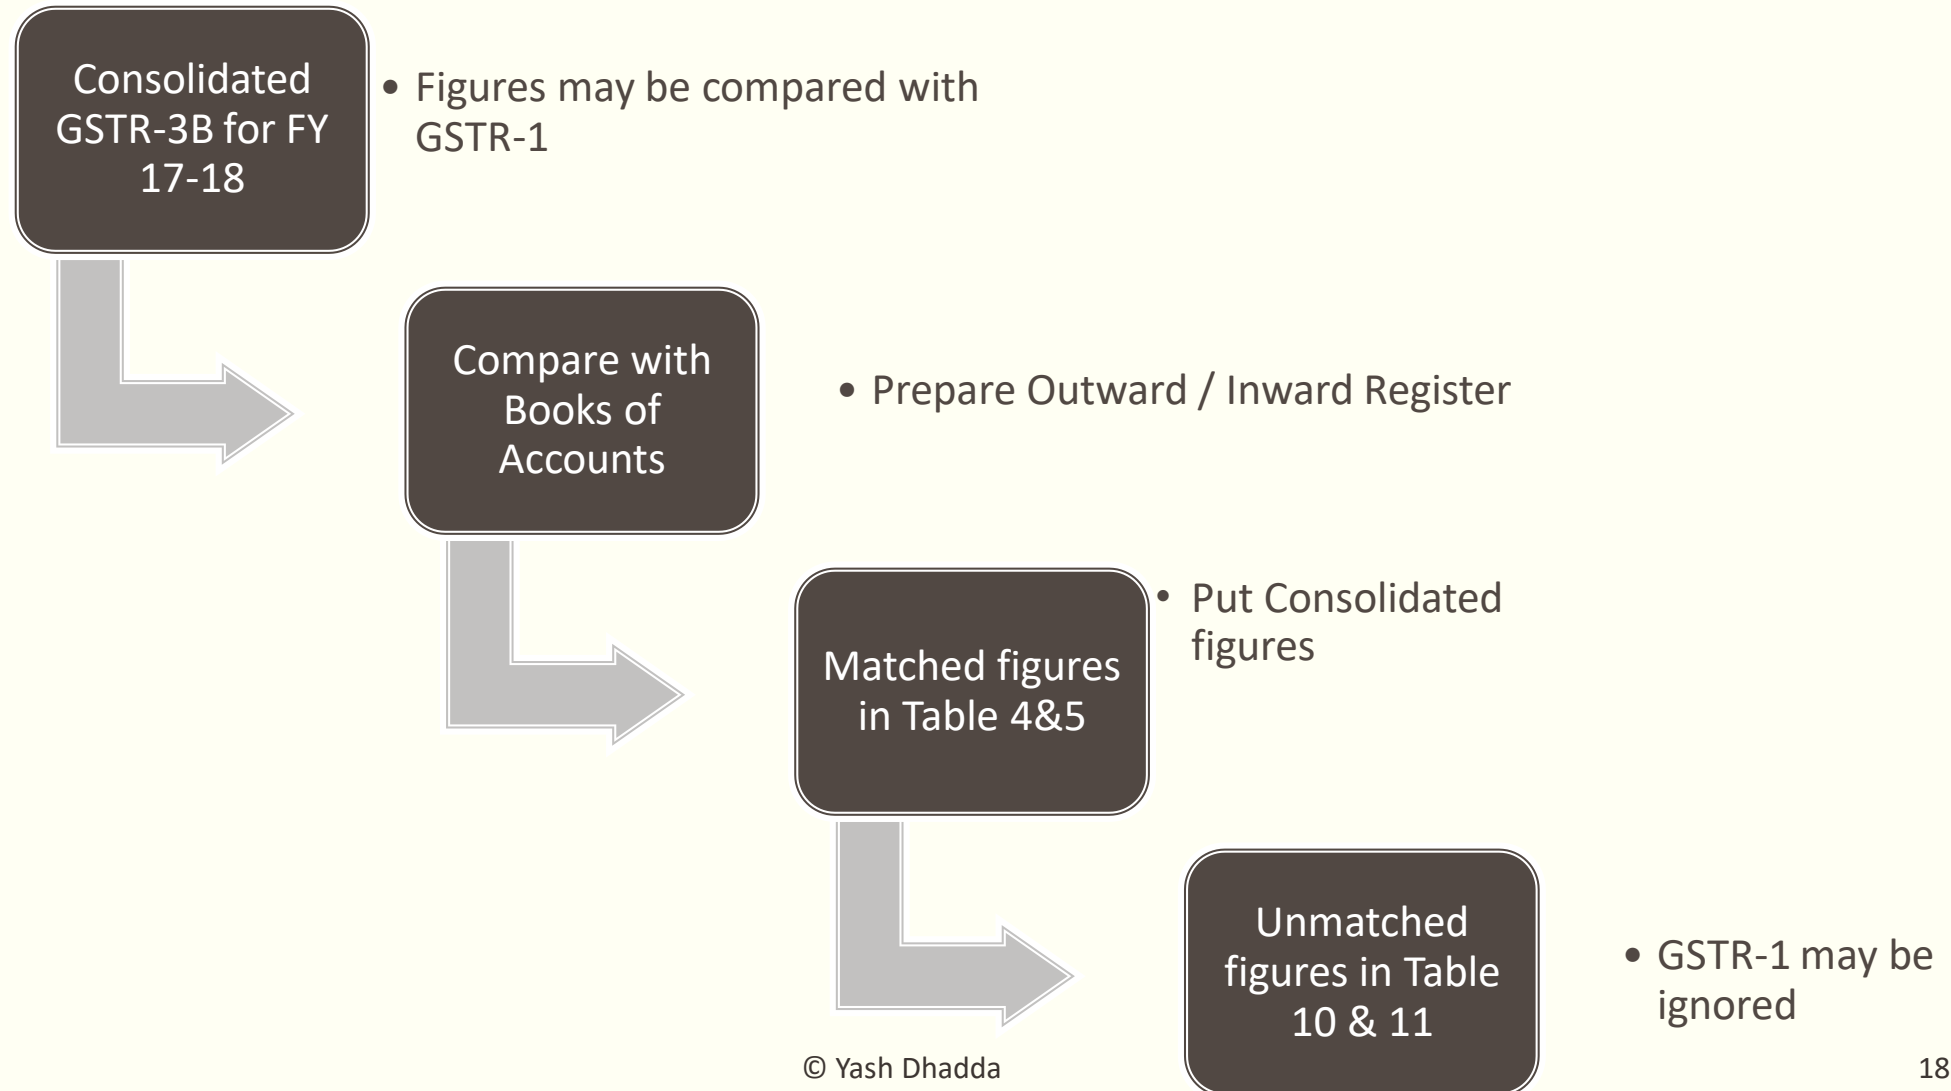 Consolidated
GSTR-3B for FY
17-18
• Figures may be compared with
GSTR-1
Compare with
Books of
Accounts
• Prepare Outward / Inward Register
Matched figures
in Table 4&5
• Put Consolidated
figures
Unmatched
figures in Table
10 & 11
• GSTR-1 may be
ignored
© Yash Dhadda
18